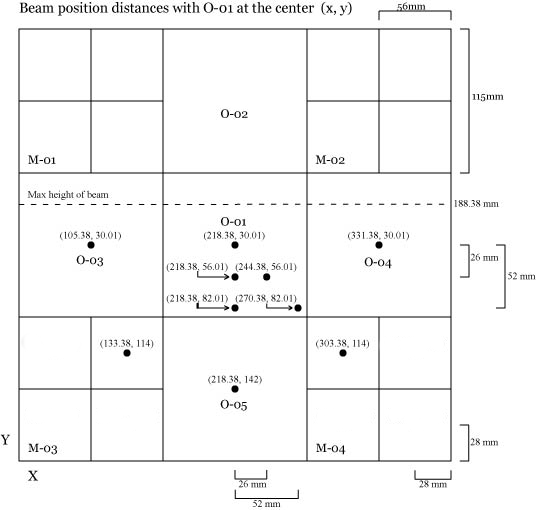 Beam position distances with O-01 at the center (x, y)
56mm
115mm
O-02
M-01
M-02
Max height of beam
188.38 mm
O-01
(105.38, 30.01)
(218.38, 30.01)
(331.38, 30.01)
O-03
O-04
26 mm
(218.38, 56.01)
(244.38, 56.01)
52 mm
(218.38, 82.01)
(270.38, 82.01)
(133.38, 114)
(303.38, 114)
(218.38, 142)
O-05
Y
M-03
M-04
28 mm
X
26 mm
28 mm
52 mm